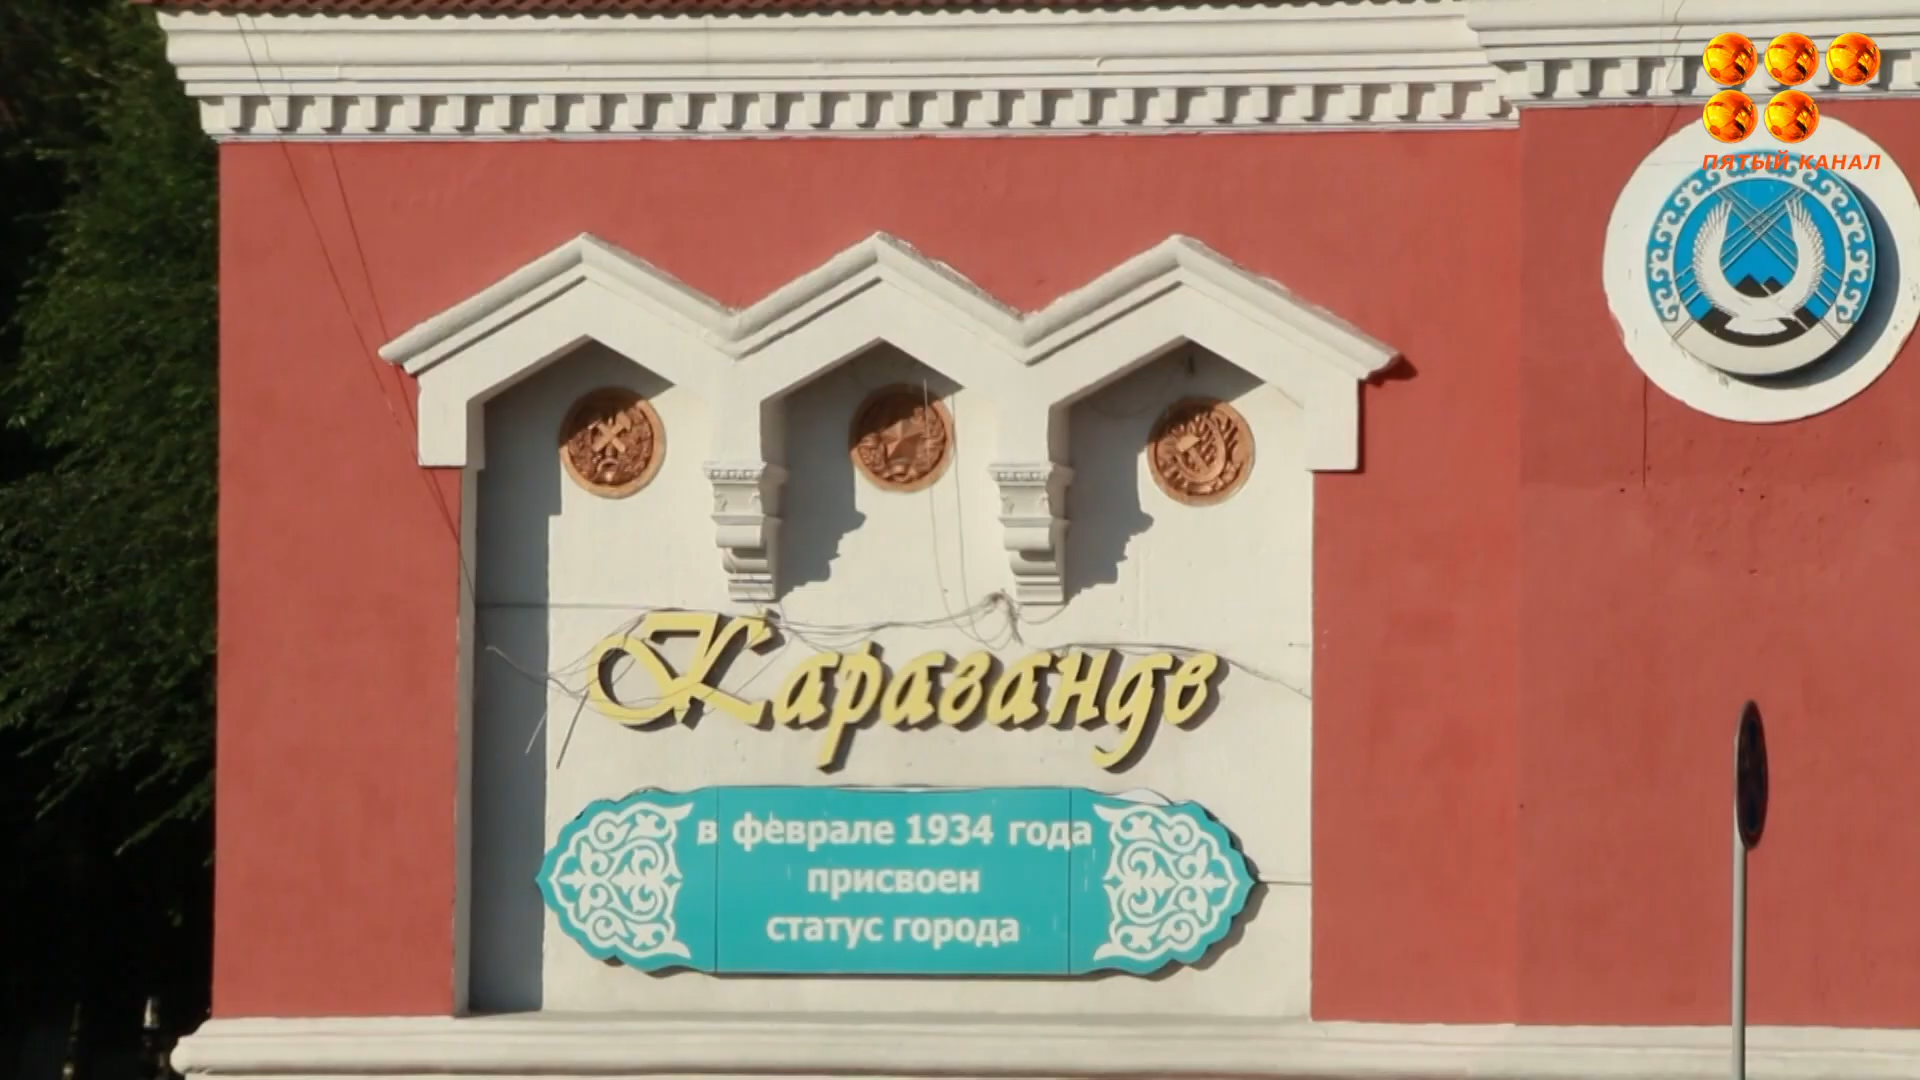 ПЯТЫЙ КАНАЛ
Караганде
в феврале 1934 года
присвоен
статус города